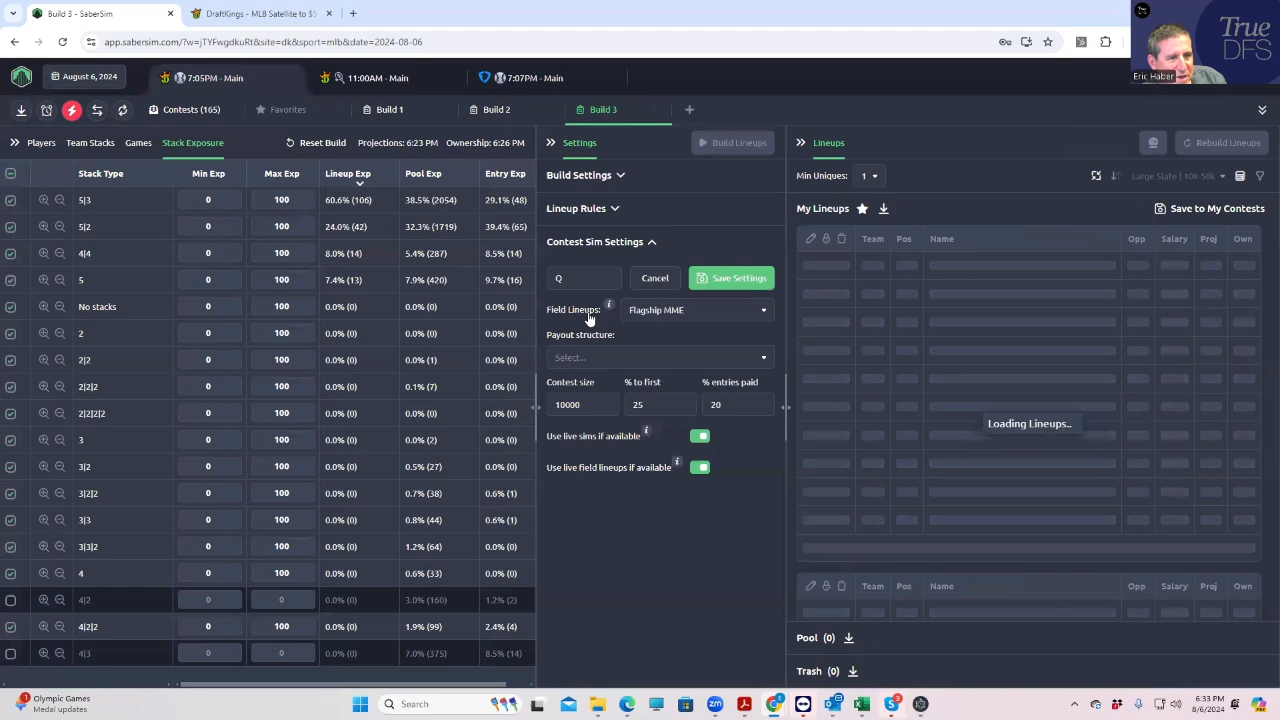 Build 3 - SaberSim
DraftKings - MLB Satellite to $5
app.sabersim.com/?w=jTYFwgdkuRt&site=dk&sport=mlb&date=2024-08-06
True
DFS
Eric Haber
August 6, 2024
7:05PM - Main
11:00AM - Main
7:07PM - Main
Contests (165)
Favorites
Build 1
Build 2
Build 3
Players Team Stacks Games Stack Exposure Reset Build Projections: 6:23 PM Ownership: 6:26 PM
Settings
Build Lineups
Lineups
Rebuild Lineups
Stack Type Min Exp Max Exp Lineup Exp Pool Exp Entry Exp
5|3 0 100 60.6% (106) 38.5% (2054) 29.1% (48)
5|2 0 100 24.0% (42) 32.3% (1719) 39.4% (65)
4|4 0 100 8.0% (14) 5.4% (287) 8.5% (14)
5 0 100 7.4% (13) 7.9% (420) 9.7% (16)
No stacks 0 100 0.0% (0) 0.0% (0) 0.0% (0)
2 0 100 0.0% (0) 0.0% (0) 0.0% (0)
2|2 0 100 0.0% (0) 0.0% (1) 0.0% (0)
2|2|2 0 100 0.0% (0) 0.1% (7) 0.0% (0)
2|2|2|2 0 100 0.0% (0) 0.0% (0) 0.0% (0)
3 0 100 0.0% (0) 0.0% (2) 0.0% (0)
3|2 0 100 0.0% (0) 0.5% (27) 0.0% (0)
3|2|2 0 100 0.0% (0) 0.7% (38) 0.6% (1)
3|3 0 100 0.0% (0) 0.8% (44) 0.6% (1)
3|3|2 0 100 0.0% (0) 1.2% (64) 0.0% (0)
4 0 100 0.0% (0) 0.6% (33) 0.0% (0)
4|2 0 0 0.0% (0) 3.0% (160) 1.2% (2)
4|2|2 0 100 0.0% (0) 1.9% (99) 2.4% (4)
4|3 0 0 0.0% (0) 7.0% (375) 8.5% (14)
Build Settings
Lineup Rules
Contest Sim Settings
Q Cancel Save Settings
Field Lineups: i Flagship MME
Payout structure:
Select...
Contest size % to first % entries paid
10000 25 20
Use live sims if available i
Use live field lineups if available i
Min Uniques: 1 Large Slate | 10k-50k
My Lineups Save to My Contests
Team Pos Name Opp Salary Proj Own
Loading Lineups..
Team Pos Name Opp Salary Proj Own
Pool (0)
Trash (0)
1
Olympic Games
Medal updates
Search
3
6:33 PM
8/6/2024